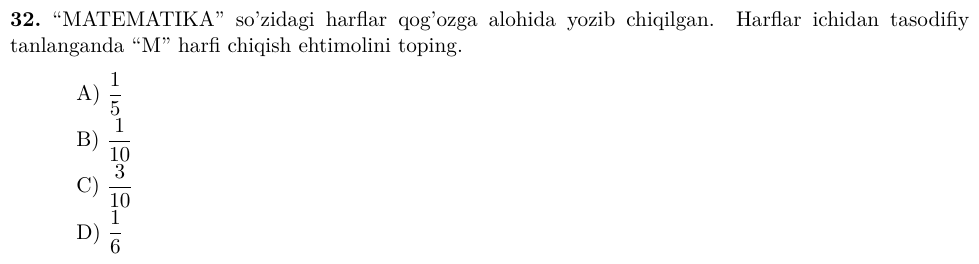 32. “MATEMATIKA” so’zidagi harflar qog’ozga alohida yozib chiqilgan. Harflar ichidan tasodifiy
tanlanganda “M” harfi chiqish ehtimolini toping.
A) 1/5
B) 1/10
C) 3/10
D) 1/6